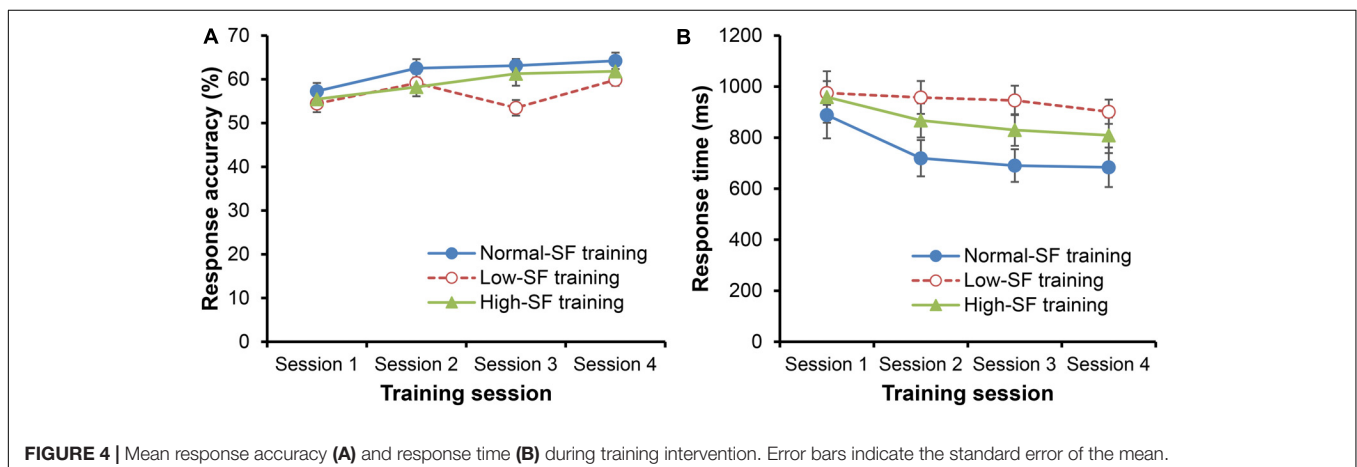 A
Response accuracy (%)
70
60
50
40
30
20
10
0
Normal-SF training
Low-SF training
High-SF training
Session 1 Session 2 Session 3 Session 4
Training session
B
Response time (ms)
1200
1000
800
600
400
200
0
Normal-SF training
Low-SF training
High-SF training
Session 1 Session 2 Session 3 Session 4
Training session
FIGURE 4 | Mean response accuracy (A) and response time (B) during training intervention. Error bars indicate the standard error of the mean.